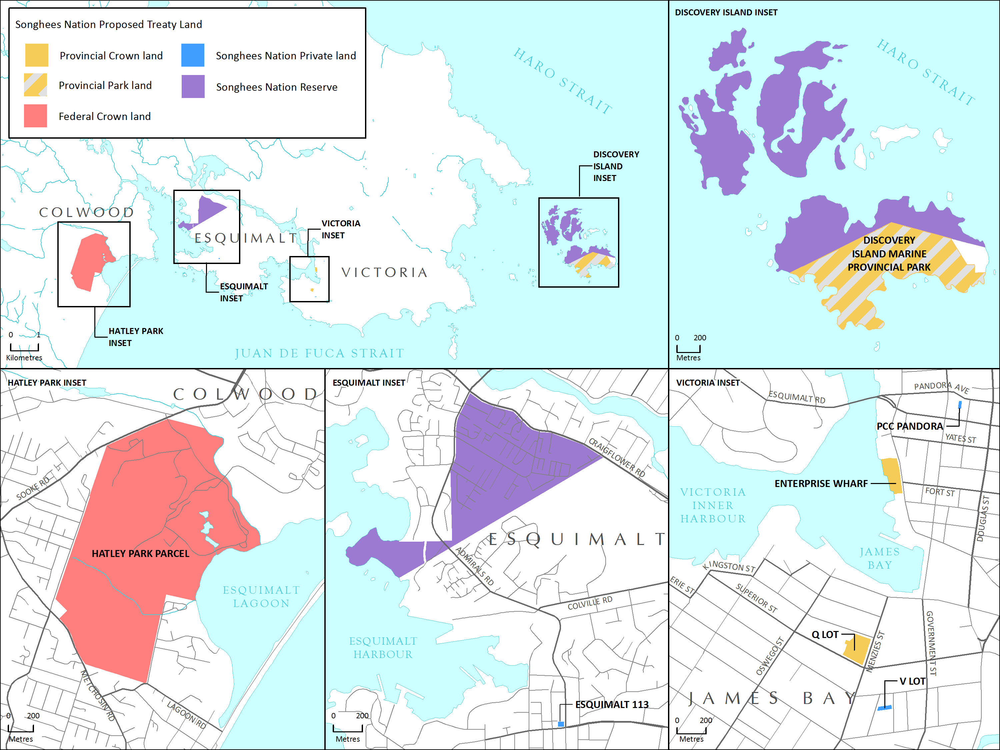 Songhees Nation Proposed Treaty Land
Provincial Crown land
Songhees Nation Private land
Provincial Park land
Songhees Nation Reserve
Federal Crown land
HARO STRAIT
DISCOVERY
ISLAND
INSET
COLWOOD
VICTORIA
INSET
ESQUIMALT
VICTORIA
ESQUIMALT
INSET
HATLEY PARK
INSET
0 1
Kilometres
JUAN DE FUCA STRAIT
DISCOVERY ISLAND INSET
HARO STRAIT
DISCOVERY
ISLAND MARINE
PROVINCIAL PARK
0 200
Metres
HATLEY PARK INSET
COLWOOD
SOOKE RD
HATLEY PARK PARCEL
ESQUIMALT
LAGOON
METCHOSIN RD
LAGOON RD
0 200
Metres
ESQUIMALT INSET
CRAIGFLOWER RD
ESQUIMALT
ADMIRALS RD
COLVILLE RD
ESQUIMALT
HARBOUR
ESQUIMALT 113
0 200
Metres
VICTORIA INSET
ESQUIMALT RD
PANDORA AVE
PCC PANDORA
YATES ST
ENTERPRISE WHARF
FORT ST
VICTORIA
INNER
HARBOUR
DOUGLAS ST
JAMES
BAY
KINGSTON ST
ERIE ST
SUPERIOR ST
Q LOT
OSWEGO ST
MENZIES ST
GOVERNMENT ST
V LOT
JAMES BAY
0 200
Metres